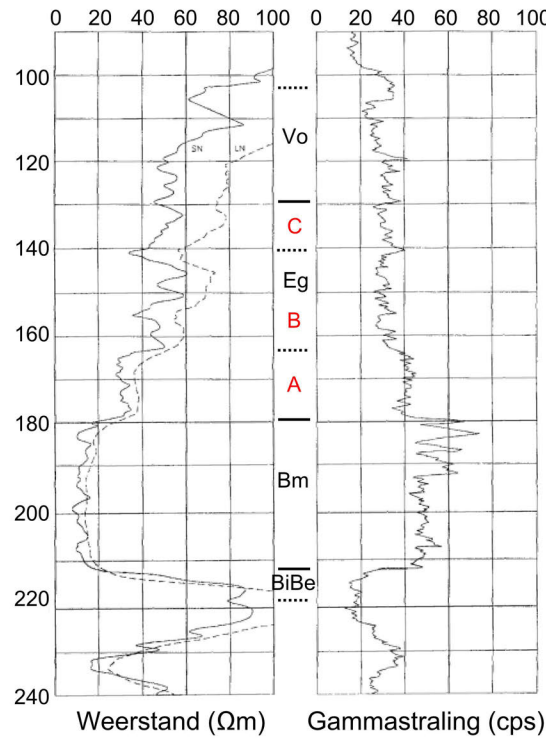 0 20 40 60 80 100 0 20 40 60 80 100
100
Vo
120
SN LN
C
140
Eg
B
160
A
180
Bm
200
BiBe
220
240
Weerstand (Ωm) Gammastraling (cps)